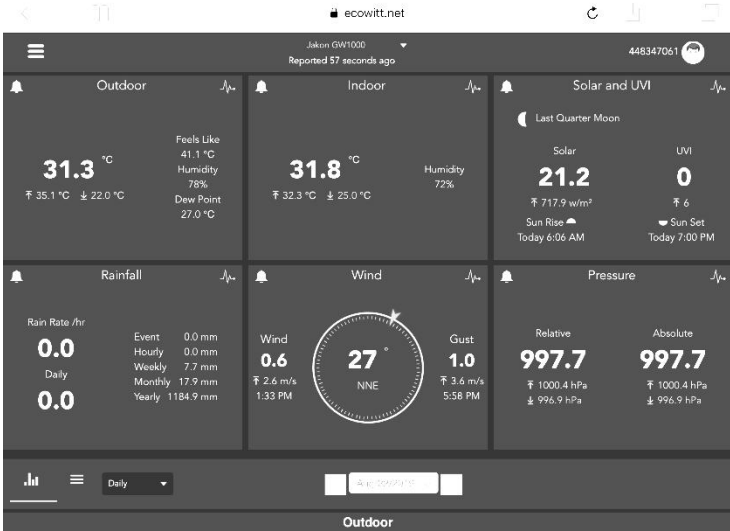 ecowitt.net
Jakon GW1000
Reported 57 seconds ago
448347061
Outdoor
31.3 °C
35.1 °C 22.0 °C
Feels Like
41.1 °C
Humidity
78%
Dew Point
27.0 °C
Indoor
31.8 °C
32.3 °C 25.0 °C
Humidity
72%
Solar and UVI
Last Quarter Moon
Solar
21.2
717.9 w/m²
Sun Rise
Today 6:06 AM
UVI
0
6
Sun Set
Today 7:00 PM
Rainfall
Rain Rate /hr
0.0
Daily
0.0
Event 0.0 mm
Hourly 0.0 mm
Weekly 7.7 mm
Monthly 17.9 mm
Yearly 1184.9 mm
Wind
Wind
0.6
2.6 m/s
1:33 PM
27°
NNE
Gust
1.0
3.6 m/s
5:58 PM
Pressure
Relative
997.7
1000.4 hPa
996.9 hPa
Absolute
997.7
1000.4 hPa
996.9 hPa
Daily
Outdoor